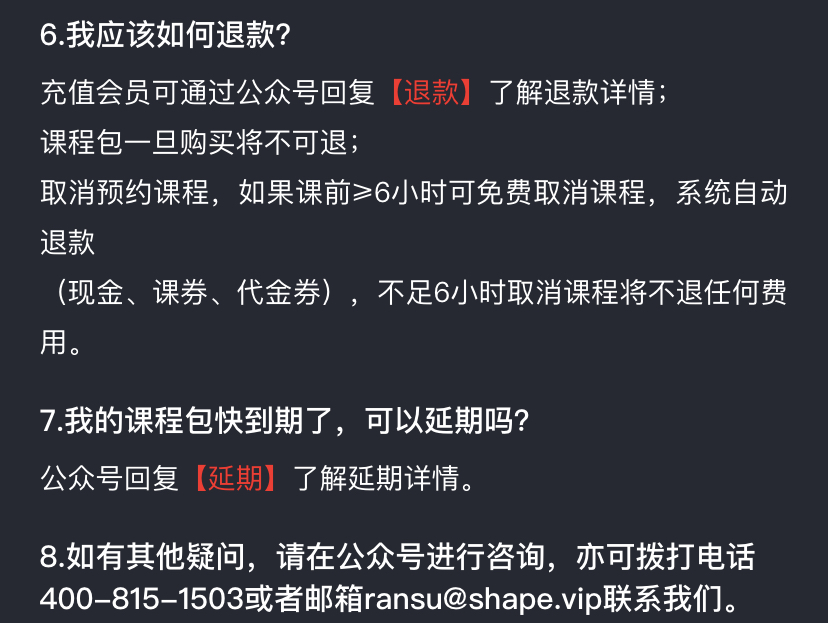 6.我应该如何退款?
充值会员可通过公众号回复【退款】了解退款详情；
课程包一旦购买将不可退；
取消预约课程，如果课前≥6小时可免费取消课程，系统自动
退款
（现金、课券、代金券），不足6小时取消课程将不退任何费
用。
7.我的课程包快到期了，可以延期吗?
公众号回复【延期】了解延期详情。
8.如有其他疑问，请在公众号进行咨询，亦可拨打电话
400-815-1503或者邮箱ransu@shape.vip联系我们。